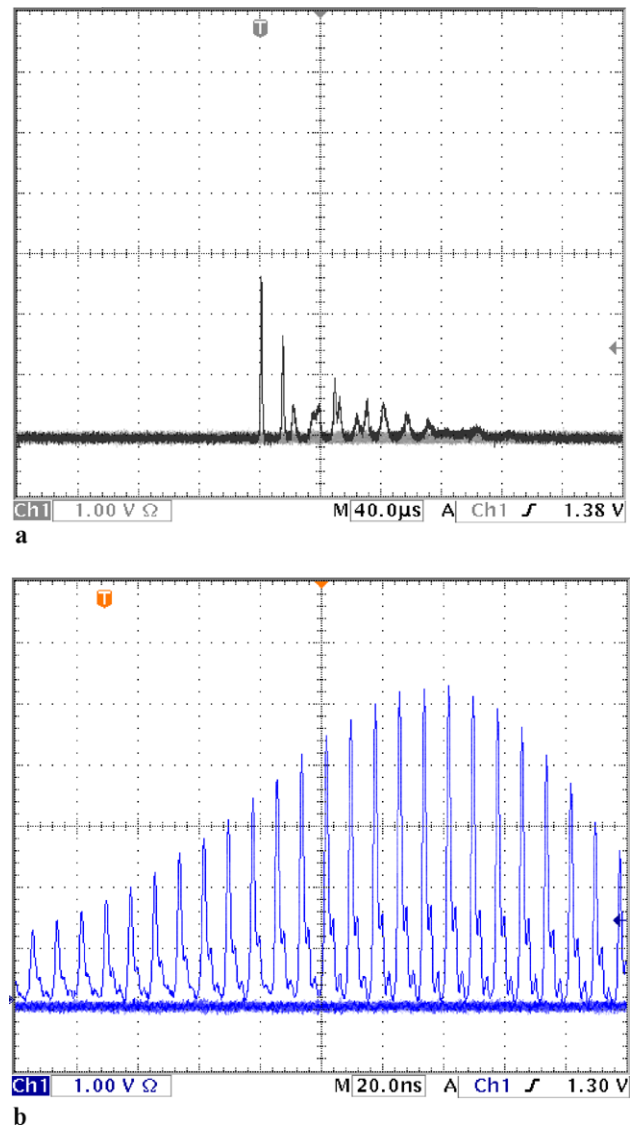 T
Ch1 1.00 V Ω M 40.0µs A Ch1 ʃ 1.38 V
a
T
Ch1 1.00 V Ω M 20.0ns A Ch1 ʃ 1.30 V
b